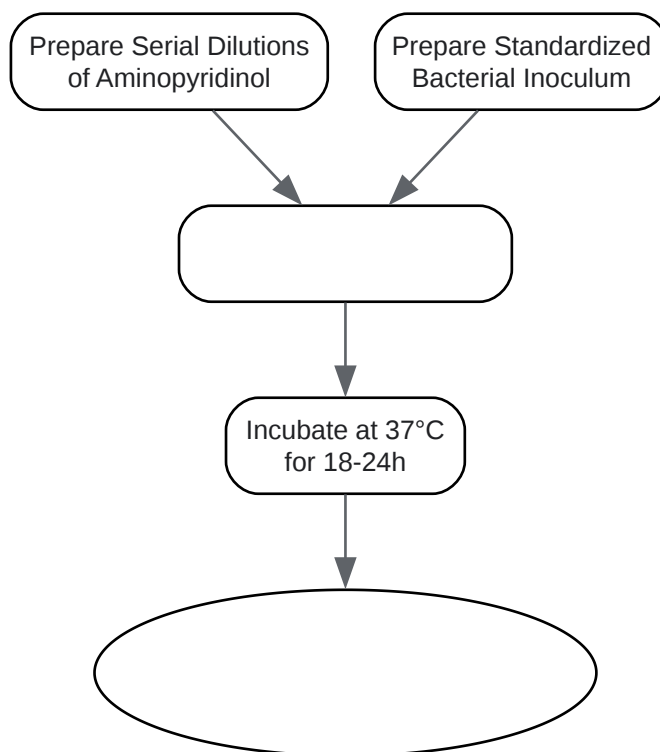 Prepare Serial Dilutions
of Aminopyridinol
Prepare Standardized
Bacterial Inoculum
Incubate at 37°C
for 18-24h